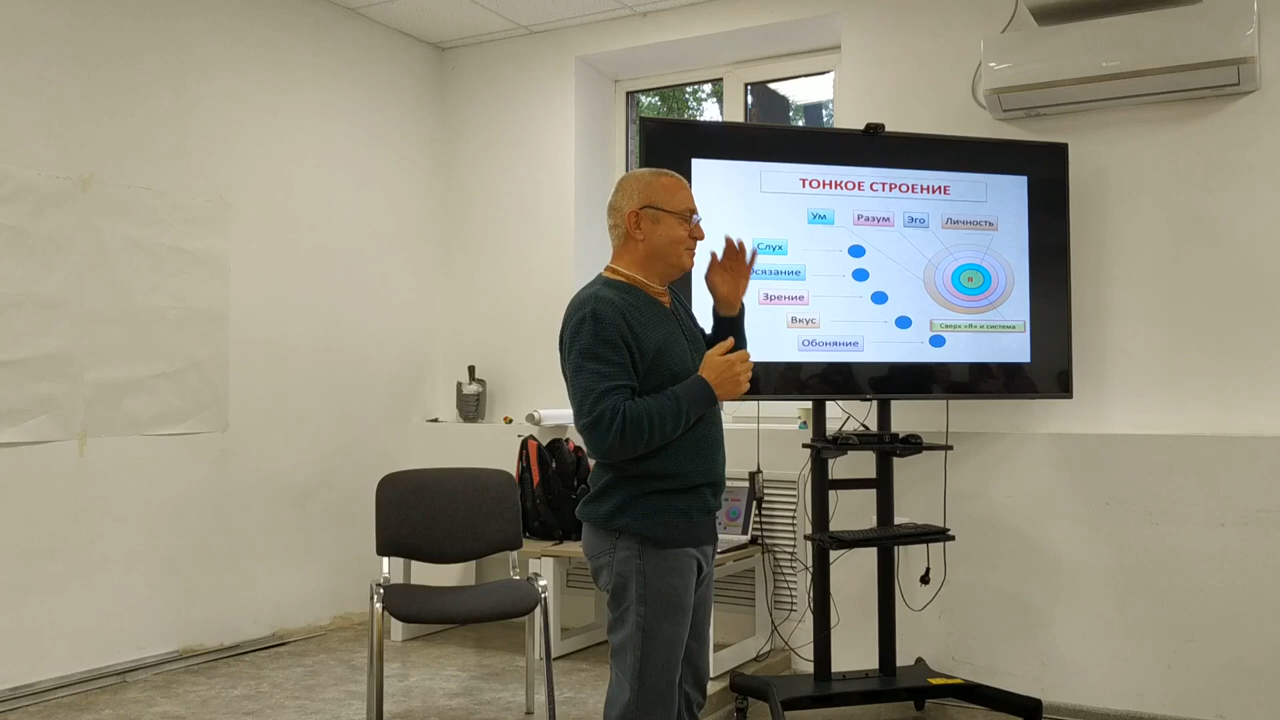 ТОНКОЕ СТРОЕНИЕ
Ум Разум Эго Личность
Слух
Осязание
Зрение
Вкус
Обоняние
Я
Сверх «Я» и система